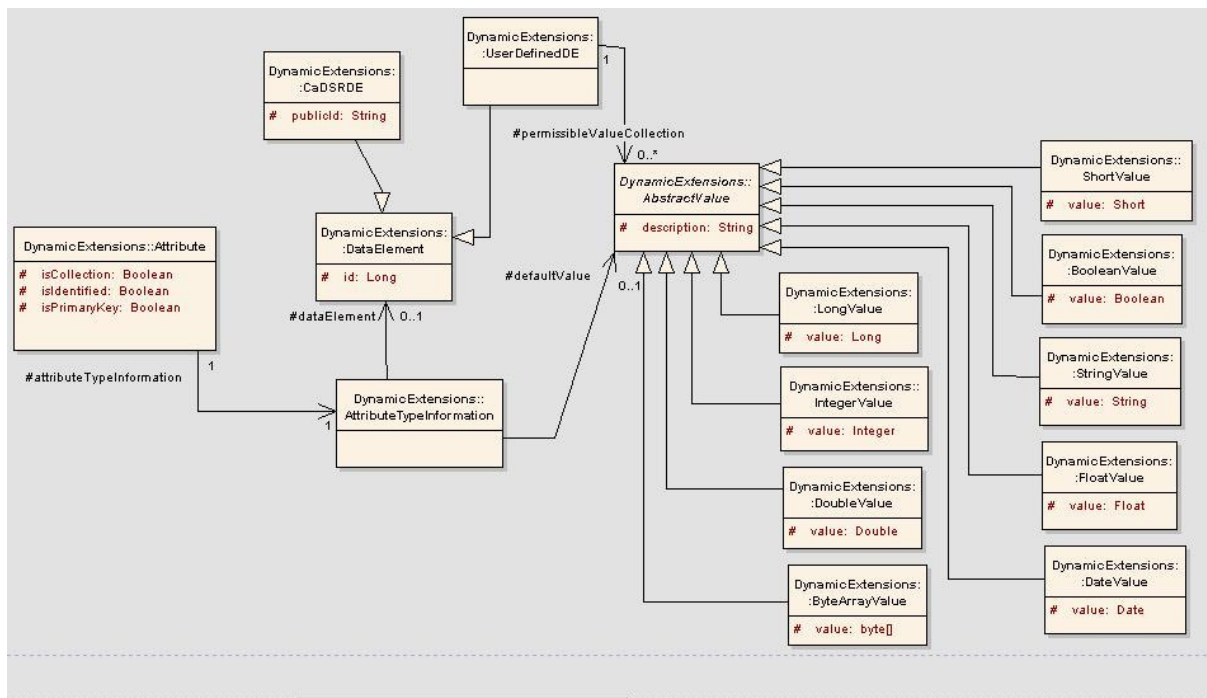 DynamicExtensions:
:UserDefinedDE
1
DynamicExtensions:
:CaDSRDE
# publicId: String
#permissibleValueCollection
0..*
DynamicExtensions::
AbstractValue
# description: String
DynamicExtensions::
ShortValue
# value: Short
DynamicExtensions:
:DataElement
# id: Long
DynamicExtensions::Attribute
# isCollection: Boolean
# isIdentified: Boolean
# isPrimaryKey: Boolean
DynamicExtensions:
:BooleanValue
# value: Boolean
#defaultValue
0..1
#dataElement
0..1
DynamicExtensions:
:LongValue
# value: Long
DynamicExtensions:
:StringValue
# value: String
1
#attributeTypeInformation
1
DynamicExtensions::
AttributeTypeInformation
DynamicExtensions::
IntegerValue
# value: Integer
DynamicExtensions:
:FloatValue
# value: Float
DynamicExtensions:
:DoubleValue
# value: Double
DynamicExtensions:
:DateValue
# value: Date
DynamicExtensions:
:ByteArrayValue
# value: byte[]